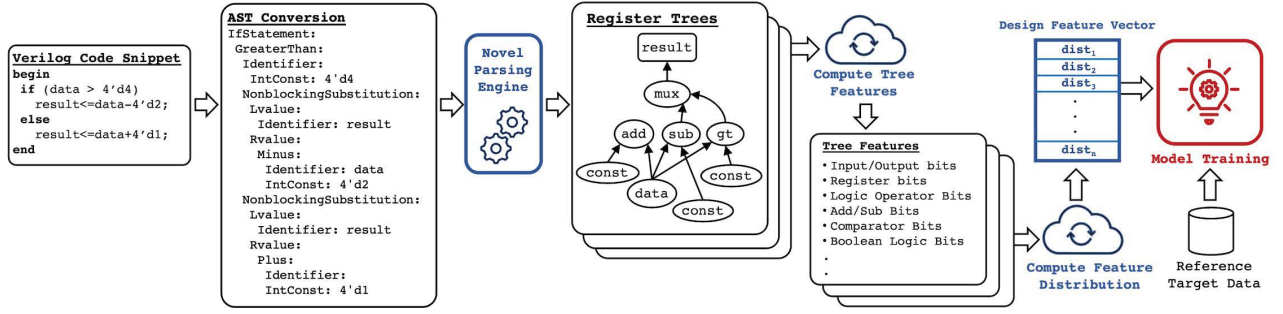 Verilog Code Snippet
begin
if (data > 4'd4)
result<=data-4'd2;
else
result<=data+4'd1;
end
AST Conversion
IfStatement:
GreaterThan:
Identifier:
IntConst: 4'd4
NonblockingSubstitution:
Lvalue:
Identifier: result
Rvalue:
Minus:
Identifier: data
IntConst: 4'd2
NonblockingSubstitution:
Lvalue:
Identifier: result
Rvalue:
Plus:
Identifier:
IntConst: 4'd1
Novel
Parsing
Engine
Register Trees
result
mux
add
sub
gt
const
data
const
const
Compute Tree
Features
Tree Features
• Input/Output bits
• Register bits
• Logic Operator Bits
• Add/Sub Bits
• Comparator Bits
• Boolean Logic Bits
.
.
Design Feature Vector
dist1
dist2
dist3
.
.
.
distn
Compute Feature
Distribution
Model Training
Reference
Target Data